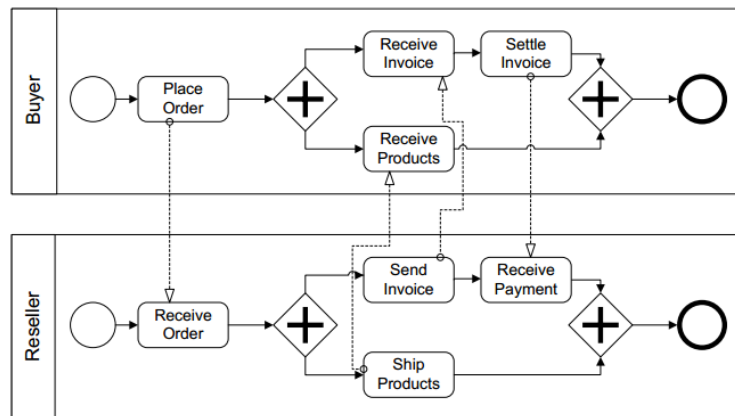 Buyer
Place
Order
Receive
Invoice
Settle
Invoice
Receive
Products
Reseller
Receive
Order
Send
Invoice
Receive
Payment
Ship
Products